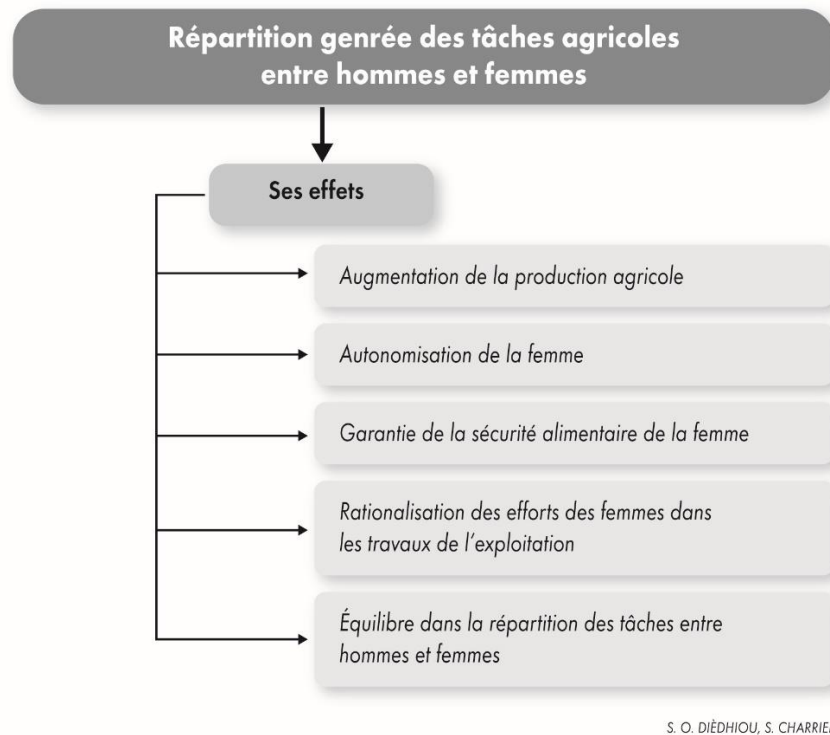 Répartition genrée des tâches agricoles
entre hommes et femmes
Ses effets
Augmentation de la production agricole
Autonomisation de la femme
Garantie de la sécurité alimentaire de la femme
Rationalisation des efforts des femmes dans
les travaux de l'exploitation
Équilibre dans la répartition des tâches entre
hommes et femmes
S. O. DIÈDHIOU, S. CHARRIE